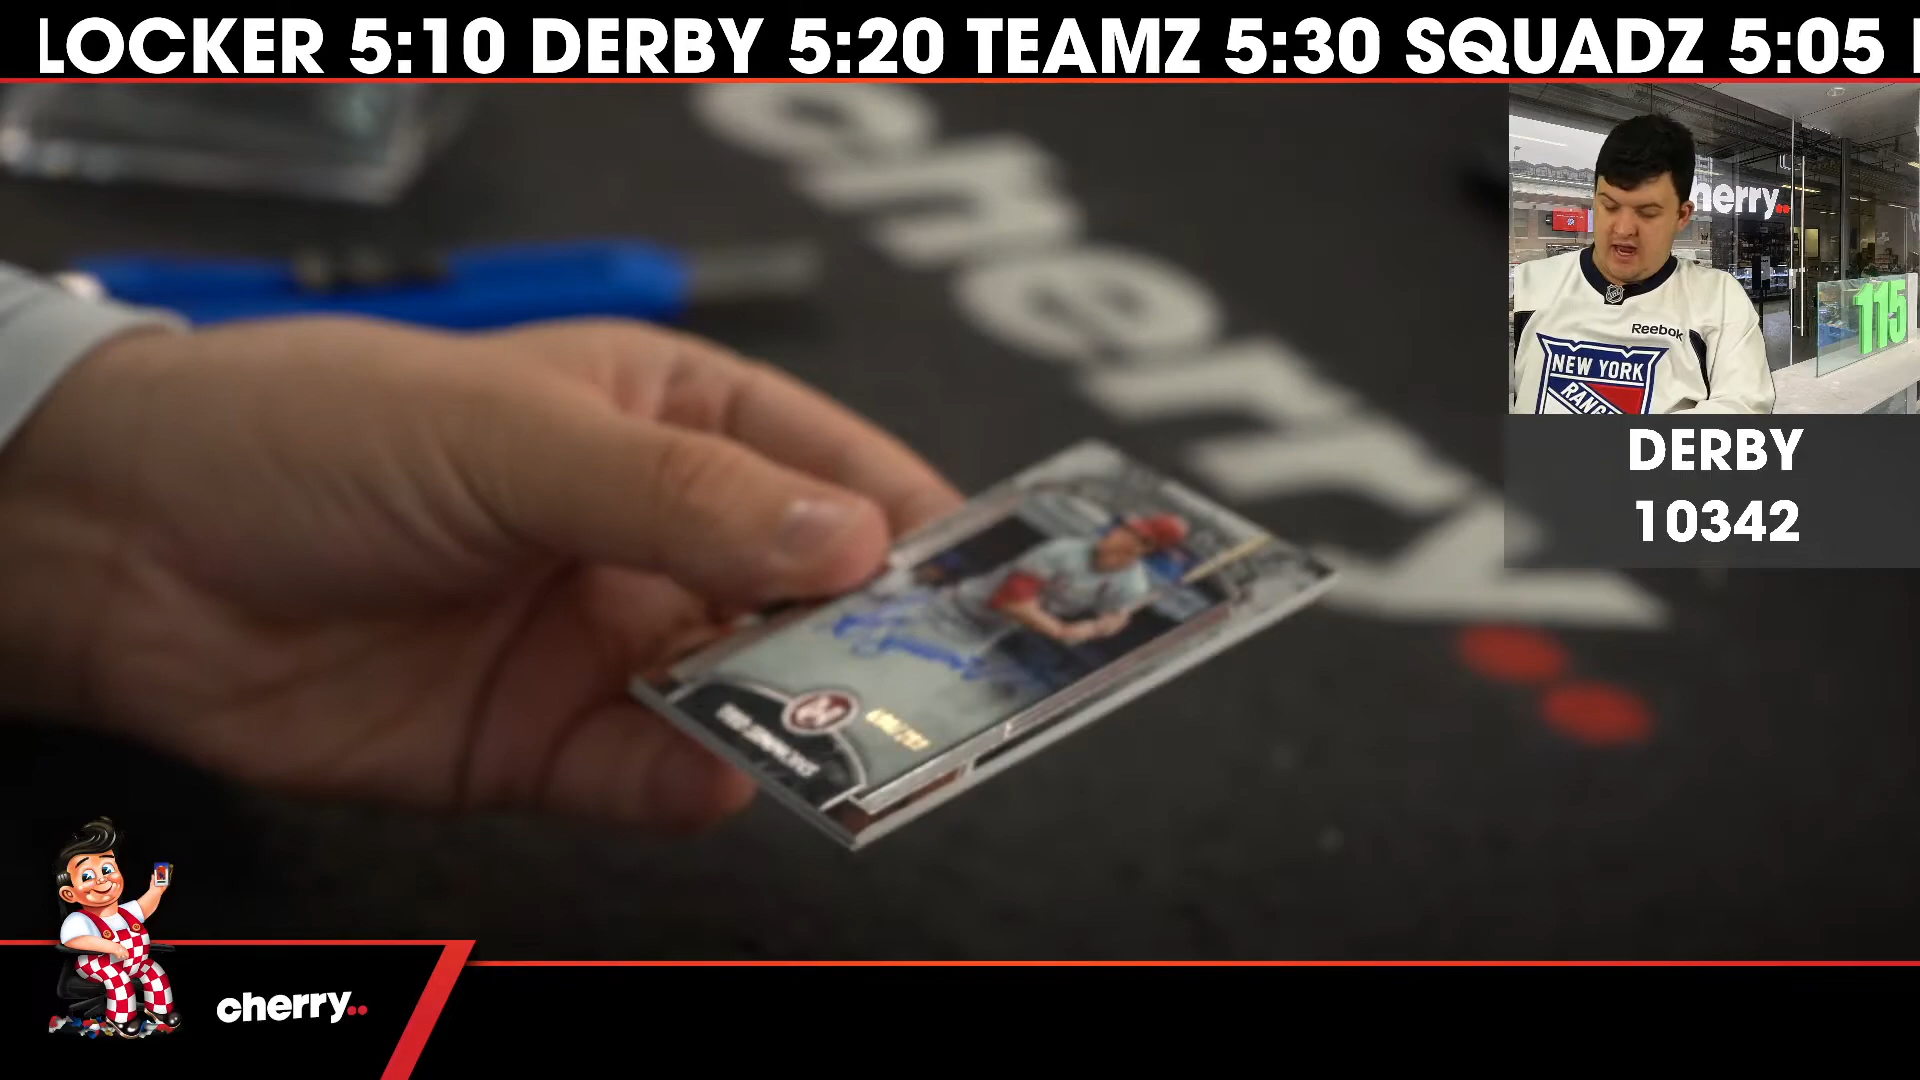 LOCKER 5:10 DERBY 5:20 TEAMZ 5:30 SQUADZ 5:05
cherry
herry..
115
Reebok
NEW YORK
RANG
DERBY
10342
cherry..